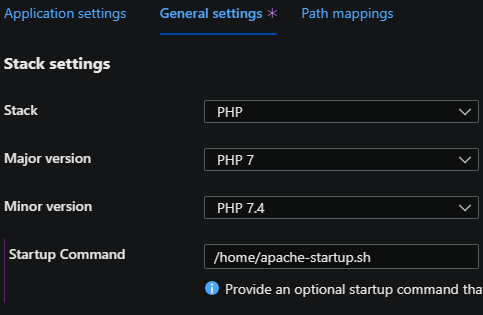 Application settings General settings * Path mappings
Stack settings
Stack PHP
Major version PHP 7
Minor version PHP 7.4
Startup Command /home/apache-startup.sh
Provide an optional startup command that